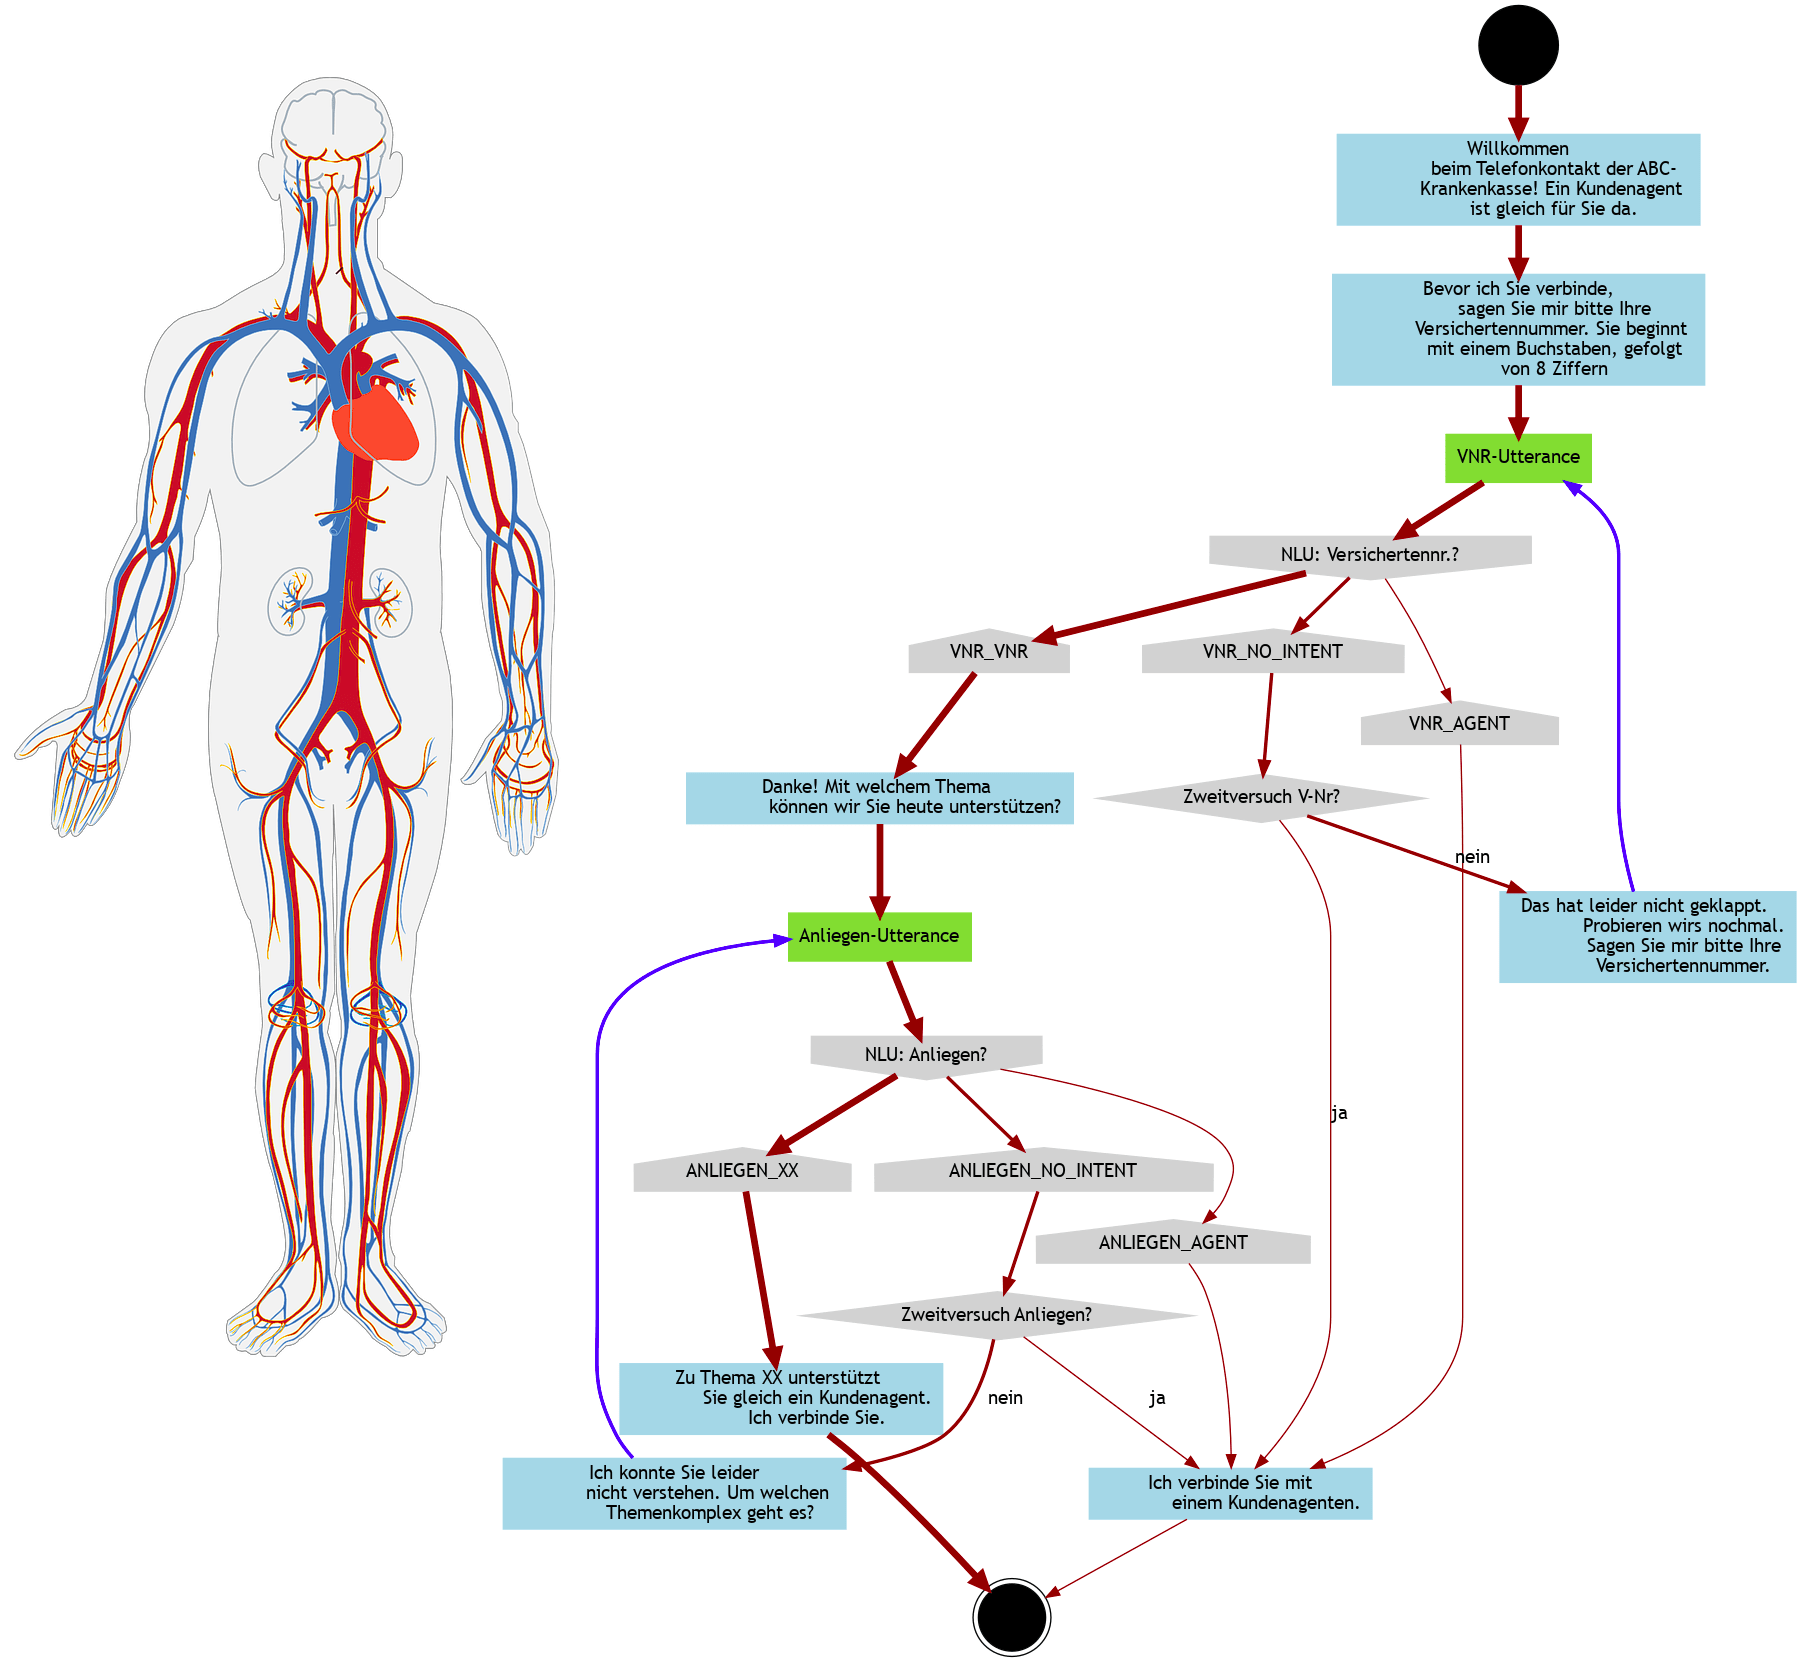 Willkommen
beim Telefonkontakt der ABC-
Krankenkasse! Ein Kundenagent
ist gleich für Sie da.
Bevor ich Sie verbinde,
sagen Sie mir bitte Ihre
Versichertennummer. Sie beginnt
mit einem Buchstaben, gefolgt
von 8 Ziffern
VNR-Utterance
NLU: Versichertennr.?
VNR_VNR
VNR_NO_INTENT
VNR_AGENT
Danke! Mit welchem Thema
können wir Sie heute unterstützen?
Zweitversuch V-Nr?
nein
Das hat leider nicht geklappt.
Probieren wirs nochmal.
Sagen Sie mir bitte Ihre
Versichertennummer.
Anliegen-Utterance
NLU: Anliegen?
ja
ANLIEGEN_XX
ANLIEGEN_NO_INTENT
ANLIEGEN_AGENT
Zweitversuch Anliegen?
Zu Thema XX unterstützt
Sie gleich ein Kundenagent.
Ich verbinde Sie.
nein
ja
Ich konnte Sie leider
nicht verstehen. Um welchen
Themenkomplex geht es?
Ich verbinde Sie mit
einem Kundenagenten.